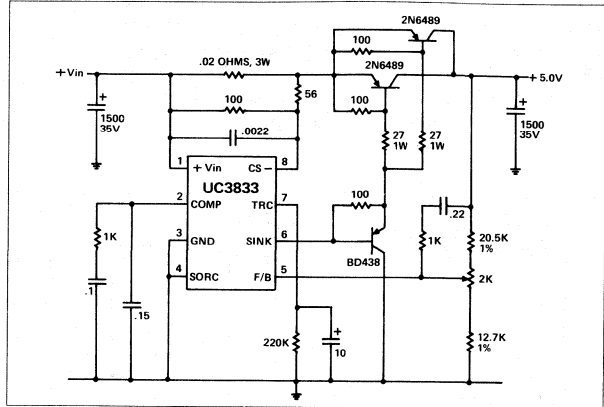 2N6489
100
.02 OHMS, 3W
2N6489
+ Vin
+ 5.0V
56
100
100
+
1500
35V
+
1500
35V
.0022
27
1W
27
1W
1
+ Vin
CS −
8
UC3833
2
COMP
TRC
7
100
.22
1K
3
GND
SINK
6
1K
20.5K
1%
BD438
4
SORC
F/B
5
2K
.1
.15
220K
+
10
12.7K
1%